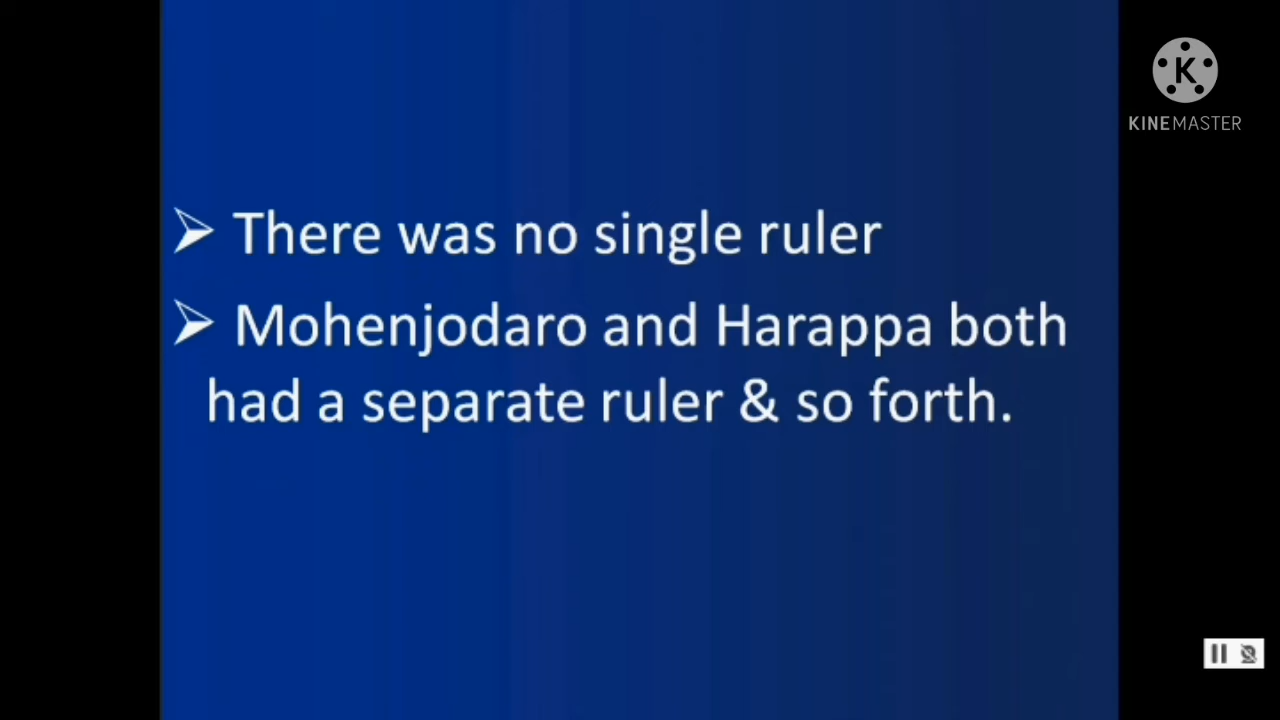 ➢ There was no single ruler
➢ Mohenjodaro and Harappa both
had a separate ruler & so forth.
K
KINEMASTER